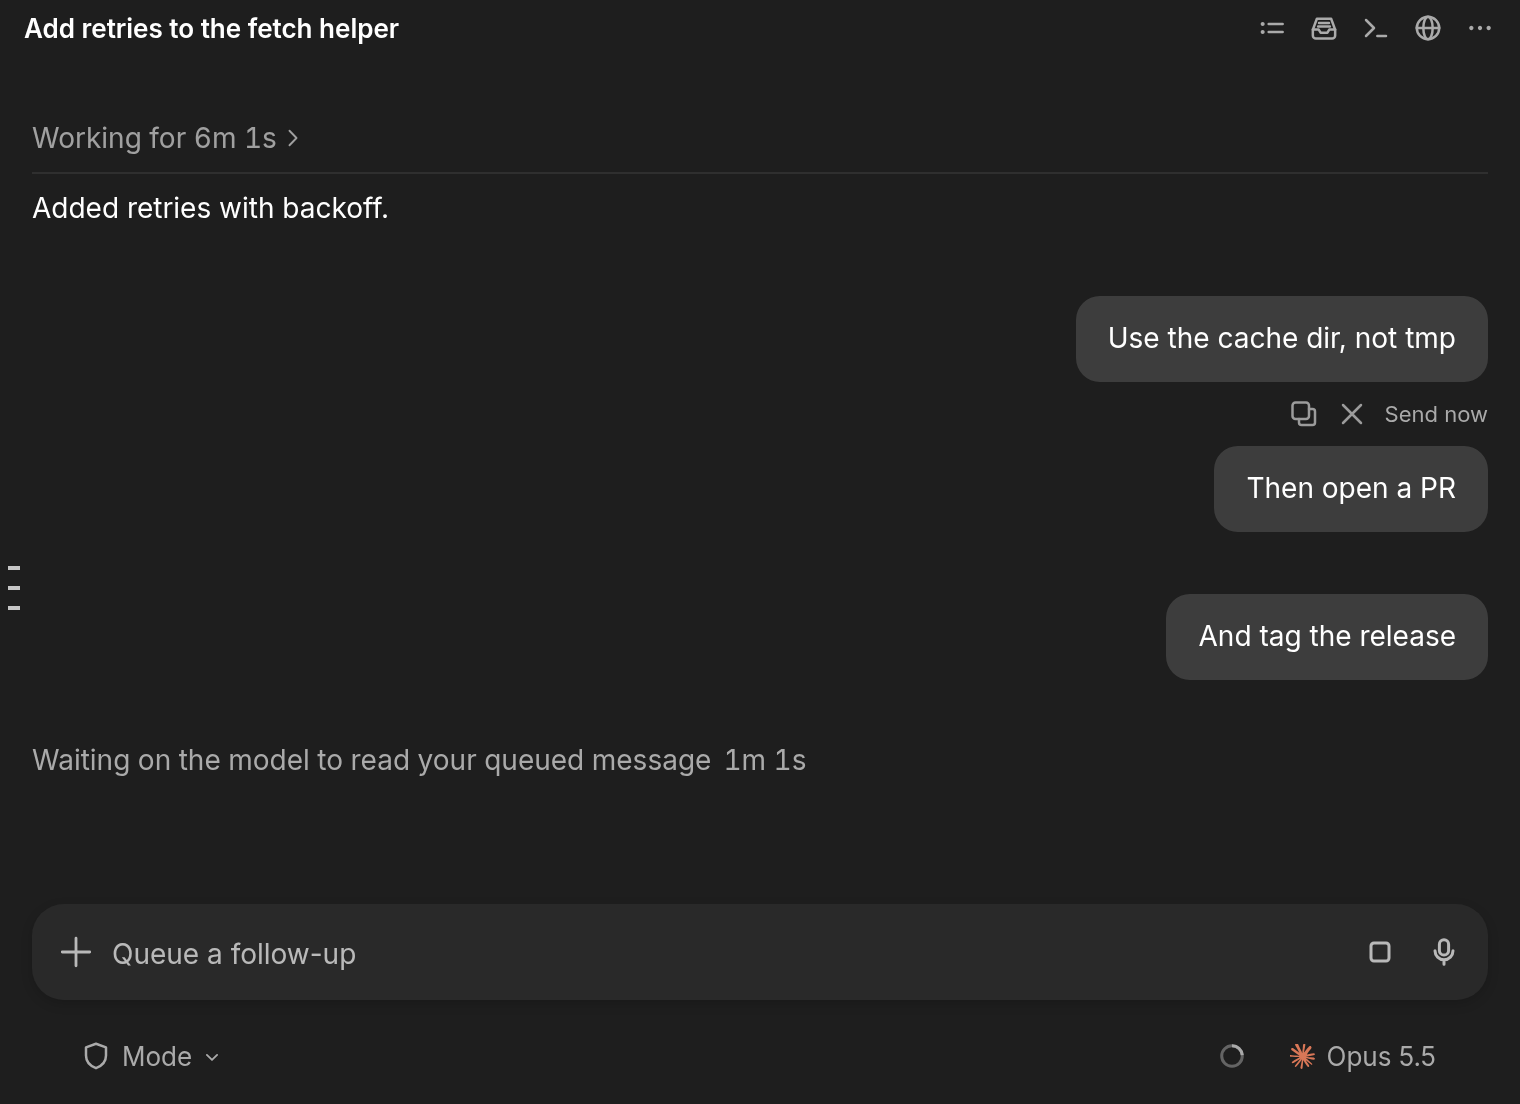 Add retries to the fetch helper
Working for 6m 1s
Added retries with backoff.
Use the cache dir, not tmp
Send now
Then open a PR
And tag the release
Waiting on the model to read your queued message 1m 1s
Queue a follow-up
Mode
Opus 5.5